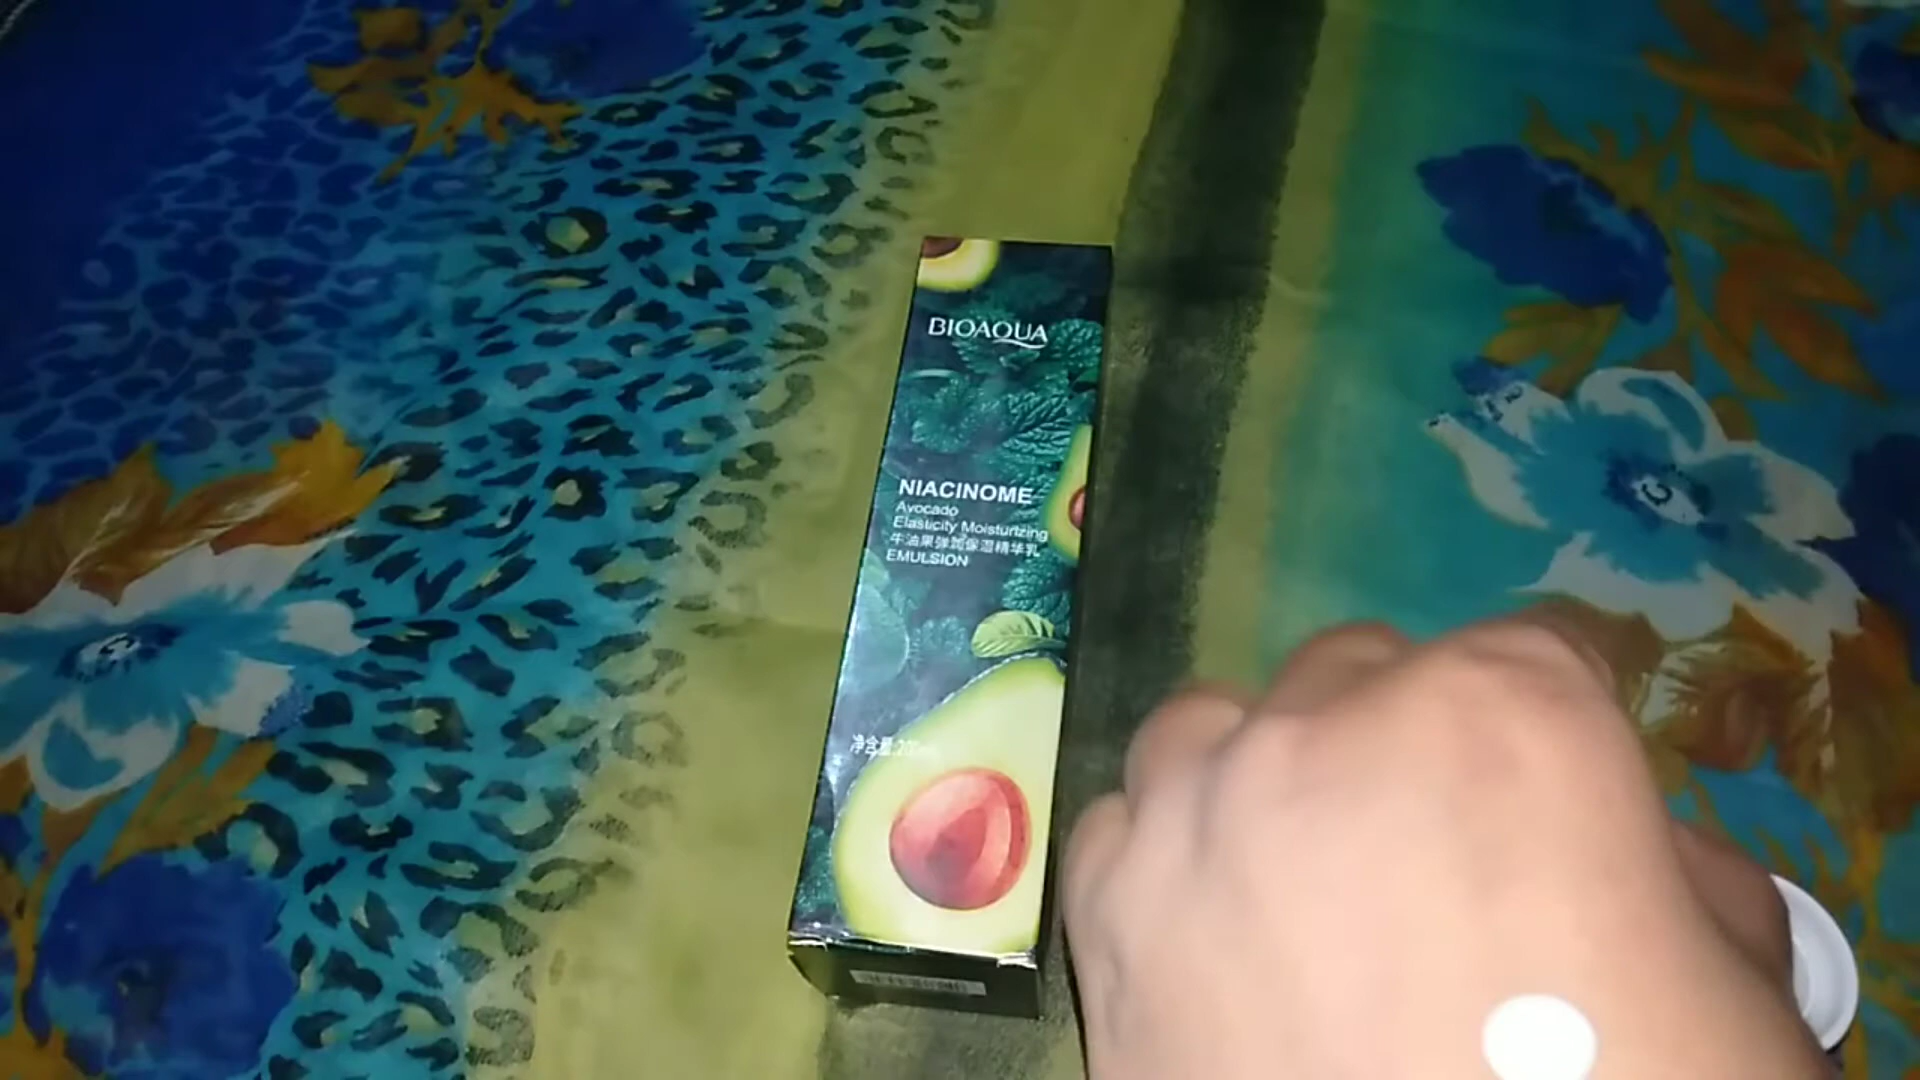 BIOAQUA
NIACINOME
Avocado
Elasticity Moisturizing
牛油果弹润保湿精华乳
EMULSION
净含量:200